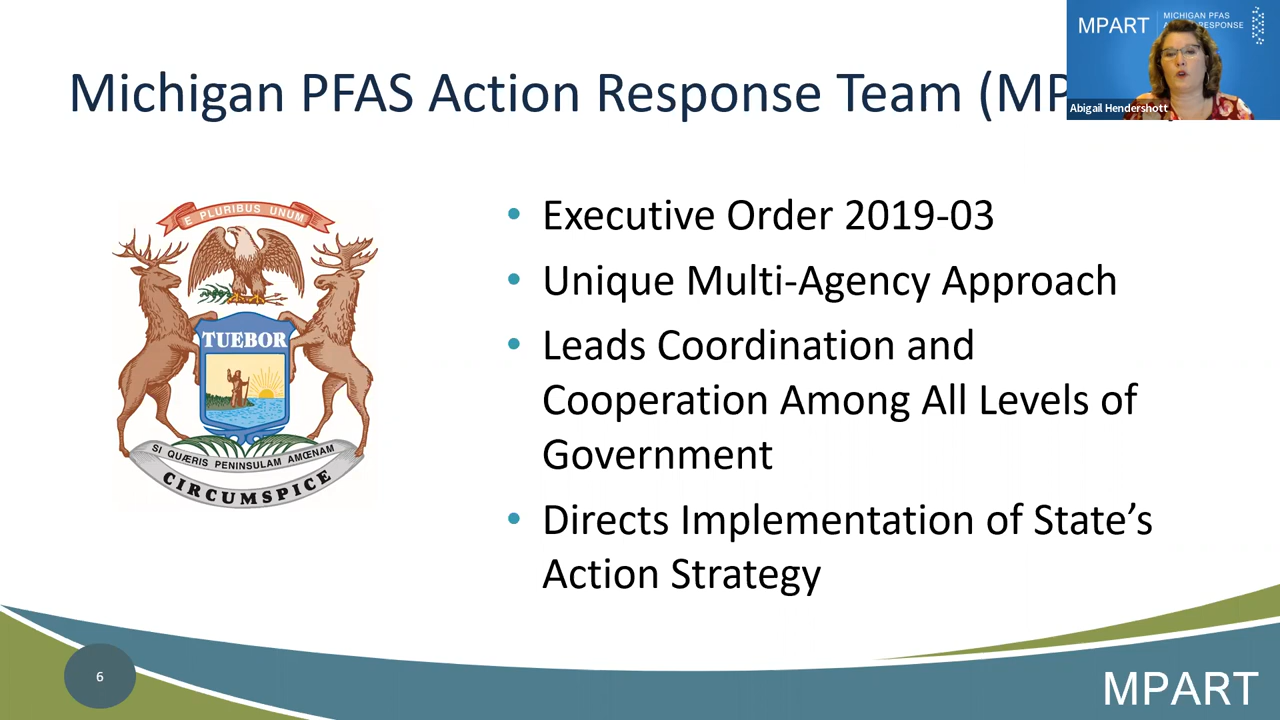 Michigan PFAS Action Response Team (MP
MPART
MICHIGAN PFAS
RESPONSE
Abigail Hendershott
E PLURIBUS UNUM
TUEBOR
SI QUÆRIS PENINSULAM AMŒNAM
CIRCUMSPICE
• Executive Order 2019-03
• Unique Multi-Agency Approach
• Leads Coordination and
Cooperation Among All Levels of
Government
• Directs Implementation of State’s
Action Strategy
6
MPART